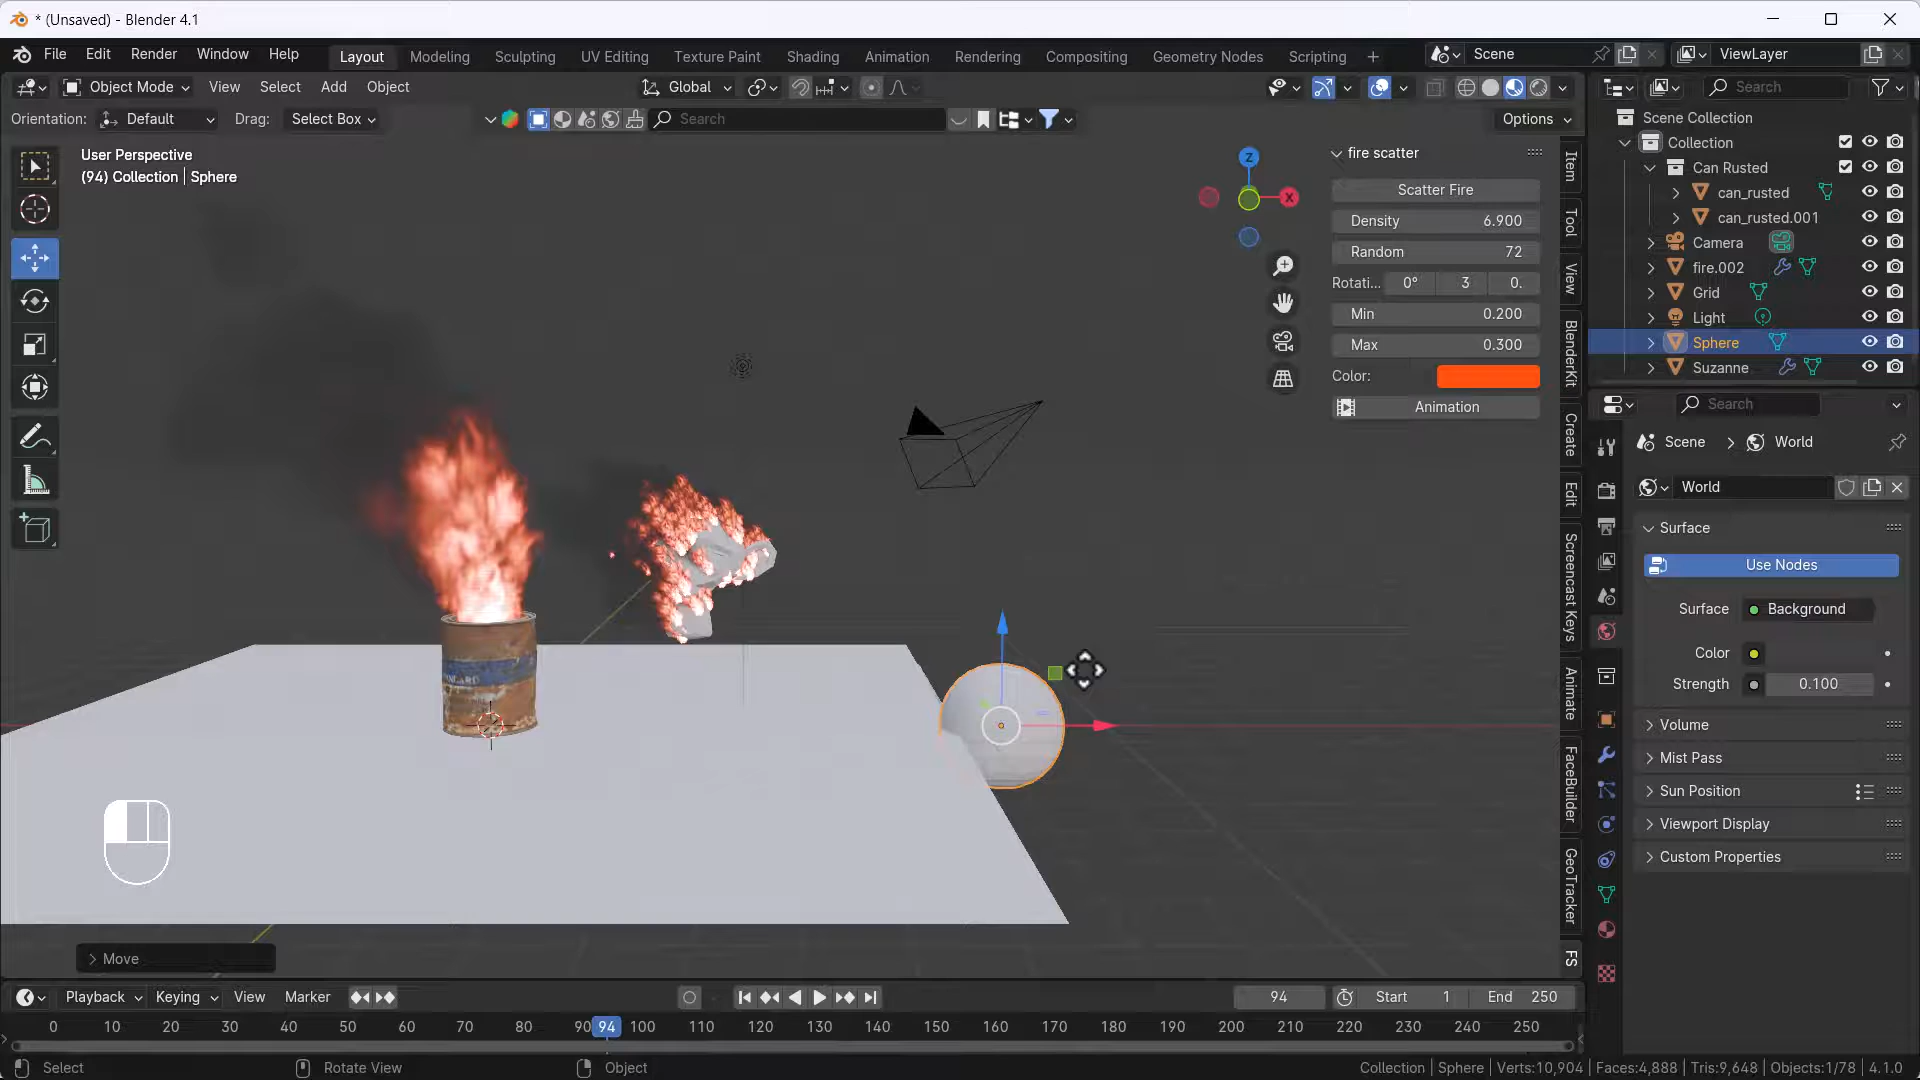 * (Unsaved) - Blender 4.1
File Edit Render Window Help
Layout Modeling Sculpting UV Editing Texture Paint Shading Animation Rendering Compositing Geometry Nodes Scripting +
Scene
ViewLayer
Object Mode View Select Add Object
Global
Search
Orientation: Default Drag: Select Box
Search
Options
User Perspective
(94) Collection | Sphere
Z
X
fire scatter
Scatter Fire
Density 6.900
Random 72
Rotati... 0° 3 0.
Min 0.200
Max 0.300
Color:
Animation
Item
Tool
View
BlenderKit
Create
Edit
Screencast Keys
Animate
FaceBuilder
GeoTracker
FS
Scene Collection
Collection
Can Rusted
can_rusted
can_rusted.001
Camera
fire.002
Grid
Light
Sphere
Suzanne
Search
Scene > World
World
Surface
Use Nodes
Surface Background
Color
Strength 0.100
Volume
Mist Pass
Sun Position
Viewport Display
Custom Properties
Move
Playback Keying View Marker
94 Start 1 End 250
0 10 20 30 40 50 60 70 80 90 94 100 110 120 130 140 150 160 170 180 190 200 210 220 230 240 250
Select Rotate View Object
Collection | Sphere | Verts:10,904 | Faces:4,888 | Tris:9,648 | Objects:1/78 | 4.1.0